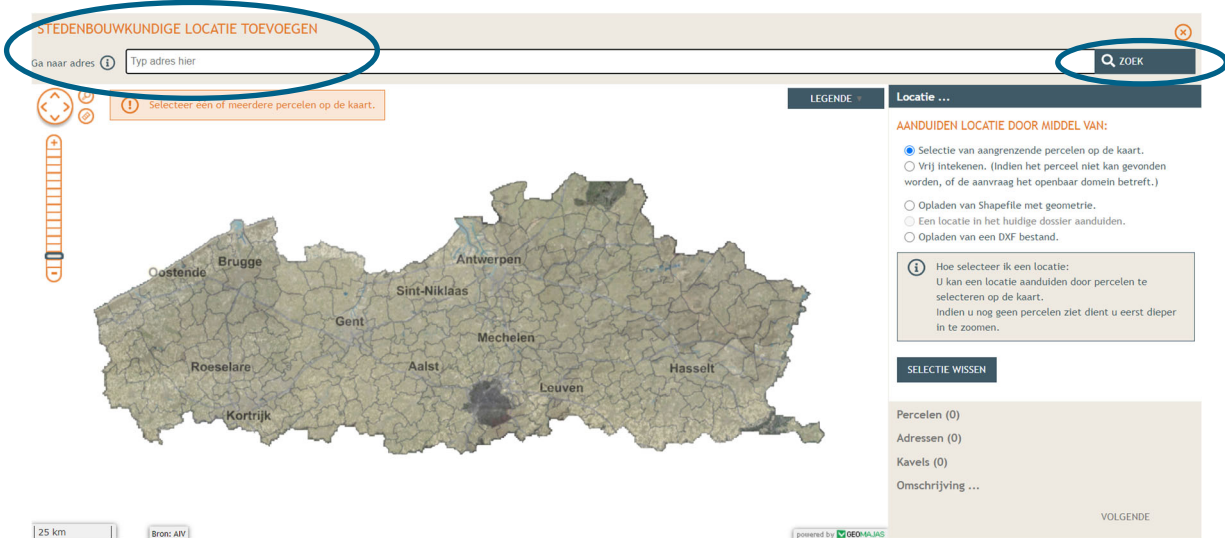 STEDENBOUWKUNDIGE LOCATIE TOEVOEGEN
Ga naar adres
Typ adres hier
ZOEK
Selecteer één of meerdere percelen op de kaart.
LEGENDE
Locatie ...
AANDUIDEN LOCATIE DOOR MIDDEL VAN:
Selectie van aangrenzende percelen op de kaart.
Vrij intekenen. (Indien het perceel niet kan gevonden
worden, of de aanvraag het openbaar domein betreft.)
Opladen van Shapefile met geometrie.
Een locatie in het huidige dossier aanduiden.
Opladen van een DXF bestand.
Hoe selecteer ik een locatie:
U kan een locatie aanduiden door percelen te
selecteren op de kaart.
Indien u nog geen percelen ziet dient u eerst dieper
in te zoomen.
SELECTIE WISSEN
Percelen (0)
Adressen (0)
Kavels (0)
Omschrijving ...
VOLGENDE
Brugge
Oostende
Antwerpen
Sint-Niklaas
Gent
Mechelen
Roeselare
Aalst
Hasselt
Leuven
Kortrijk
25 km
Bron: AIV
powered by GEOMAJAS